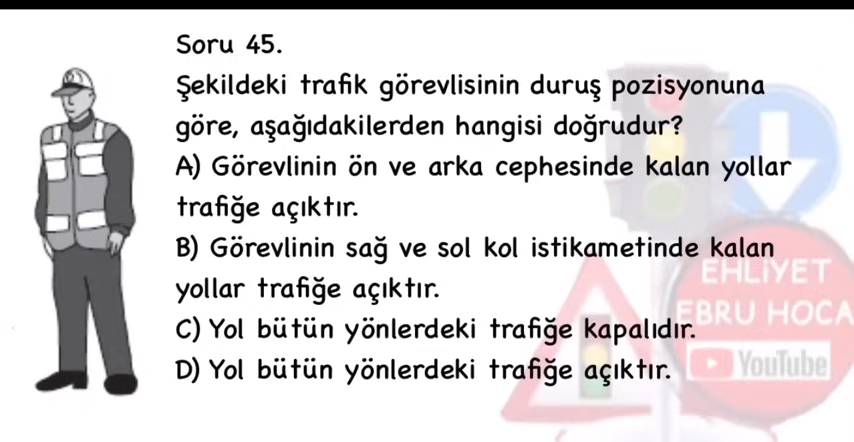 Soru 45.
Şekildeki trafik görevlisinin duruş pozisyonuna
göre, aşağıdakilerden hangisi doğrudur?
A) Görevlinin ön ve arka cephesinde kalan yollar
trafiğe açıktır.
B) Görevlinin sağ ve sol kol istikametinde kalan
yollar trafiğe açıktır.
C) Yol bütün yönlerdeki trafiğe kapalıdır.
D) Yol bütün yönlerdeki trafiğe açıktır.
EHLİYET
EBRU HOCA
YouTube